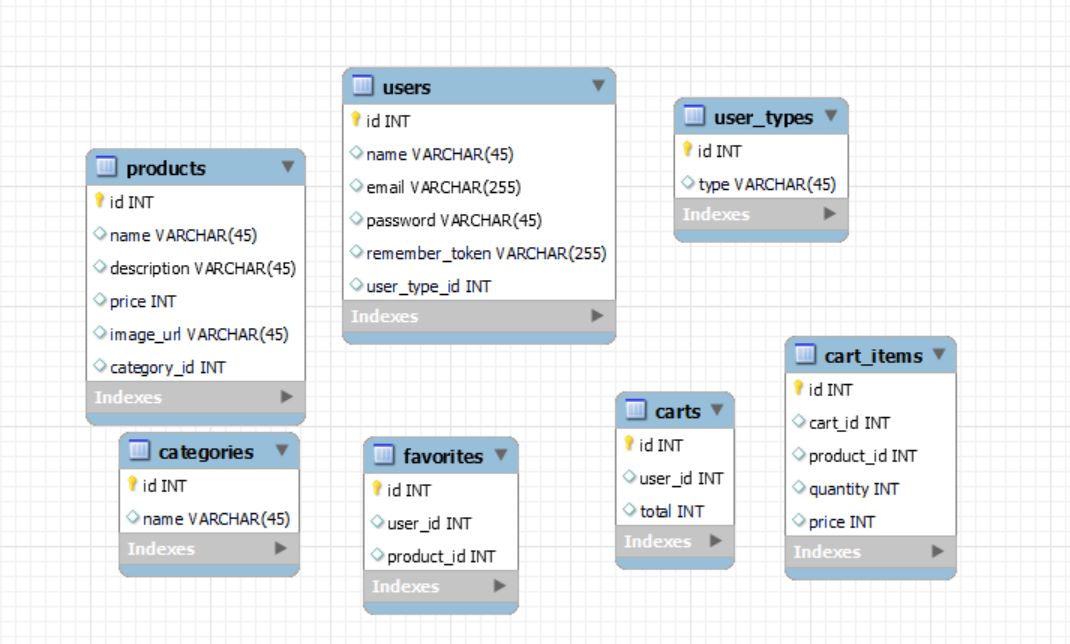 products
id INT
name VARCHAR(45)
description VARCHAR(45)
price INT
image_url VARCHAR(45)
category_id INT
Indexes
users
id INT
name VARCHAR(45)
email VARCHAR(255)
password VARCHAR(45)
remember_token VARCHAR(255)
user_type_id INT
Indexes
user_types
id INT
type VARCHAR(45)
Indexes
categories
id INT
name VARCHAR(45)
Indexes
favorites
id INT
user_id INT
product_id INT
Indexes
carts
id INT
user_id INT
total INT
Indexes
cart_items
id INT
cart_id INT
product_id INT
quantity INT
price INT
Indexes